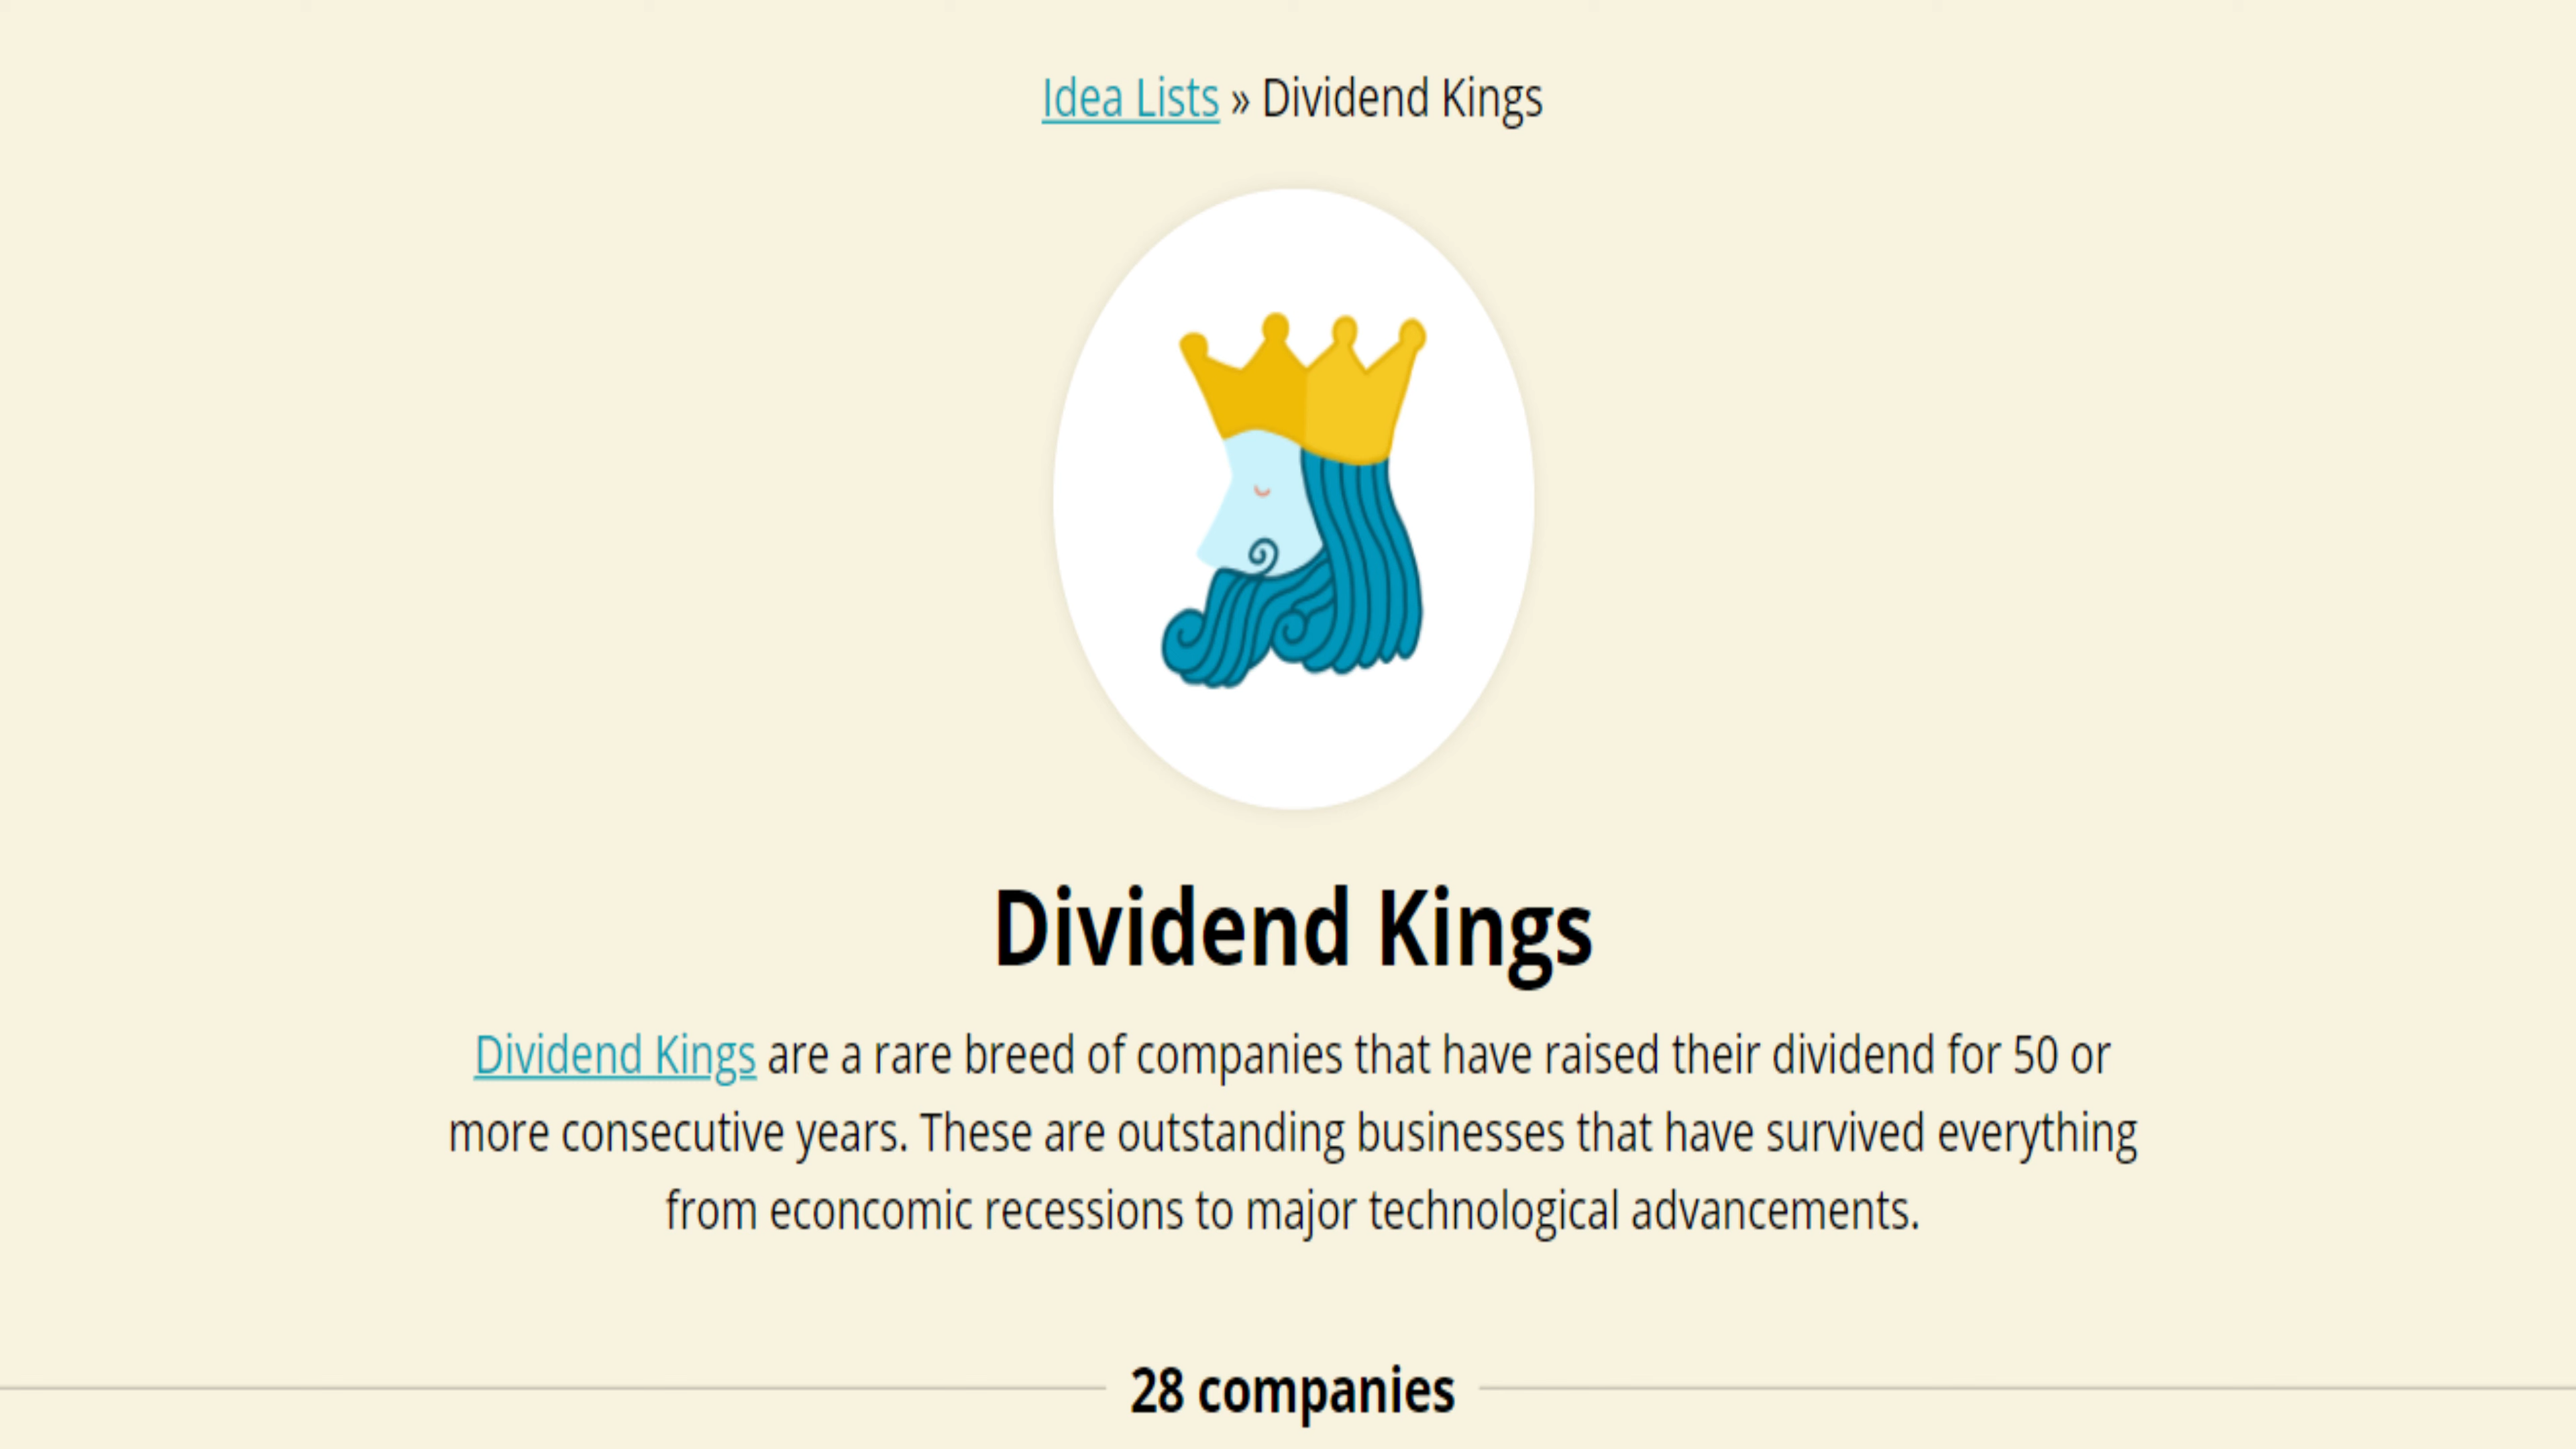 Idea Lists » Dividend Kings
Dividend Kings
Dividend Kings are a rare breed of companies that have raised their dividend for 50 or
more consecutive years. These are outstanding businesses that have survived everything
from econcomic recessions to major technological advancements.
28 companies